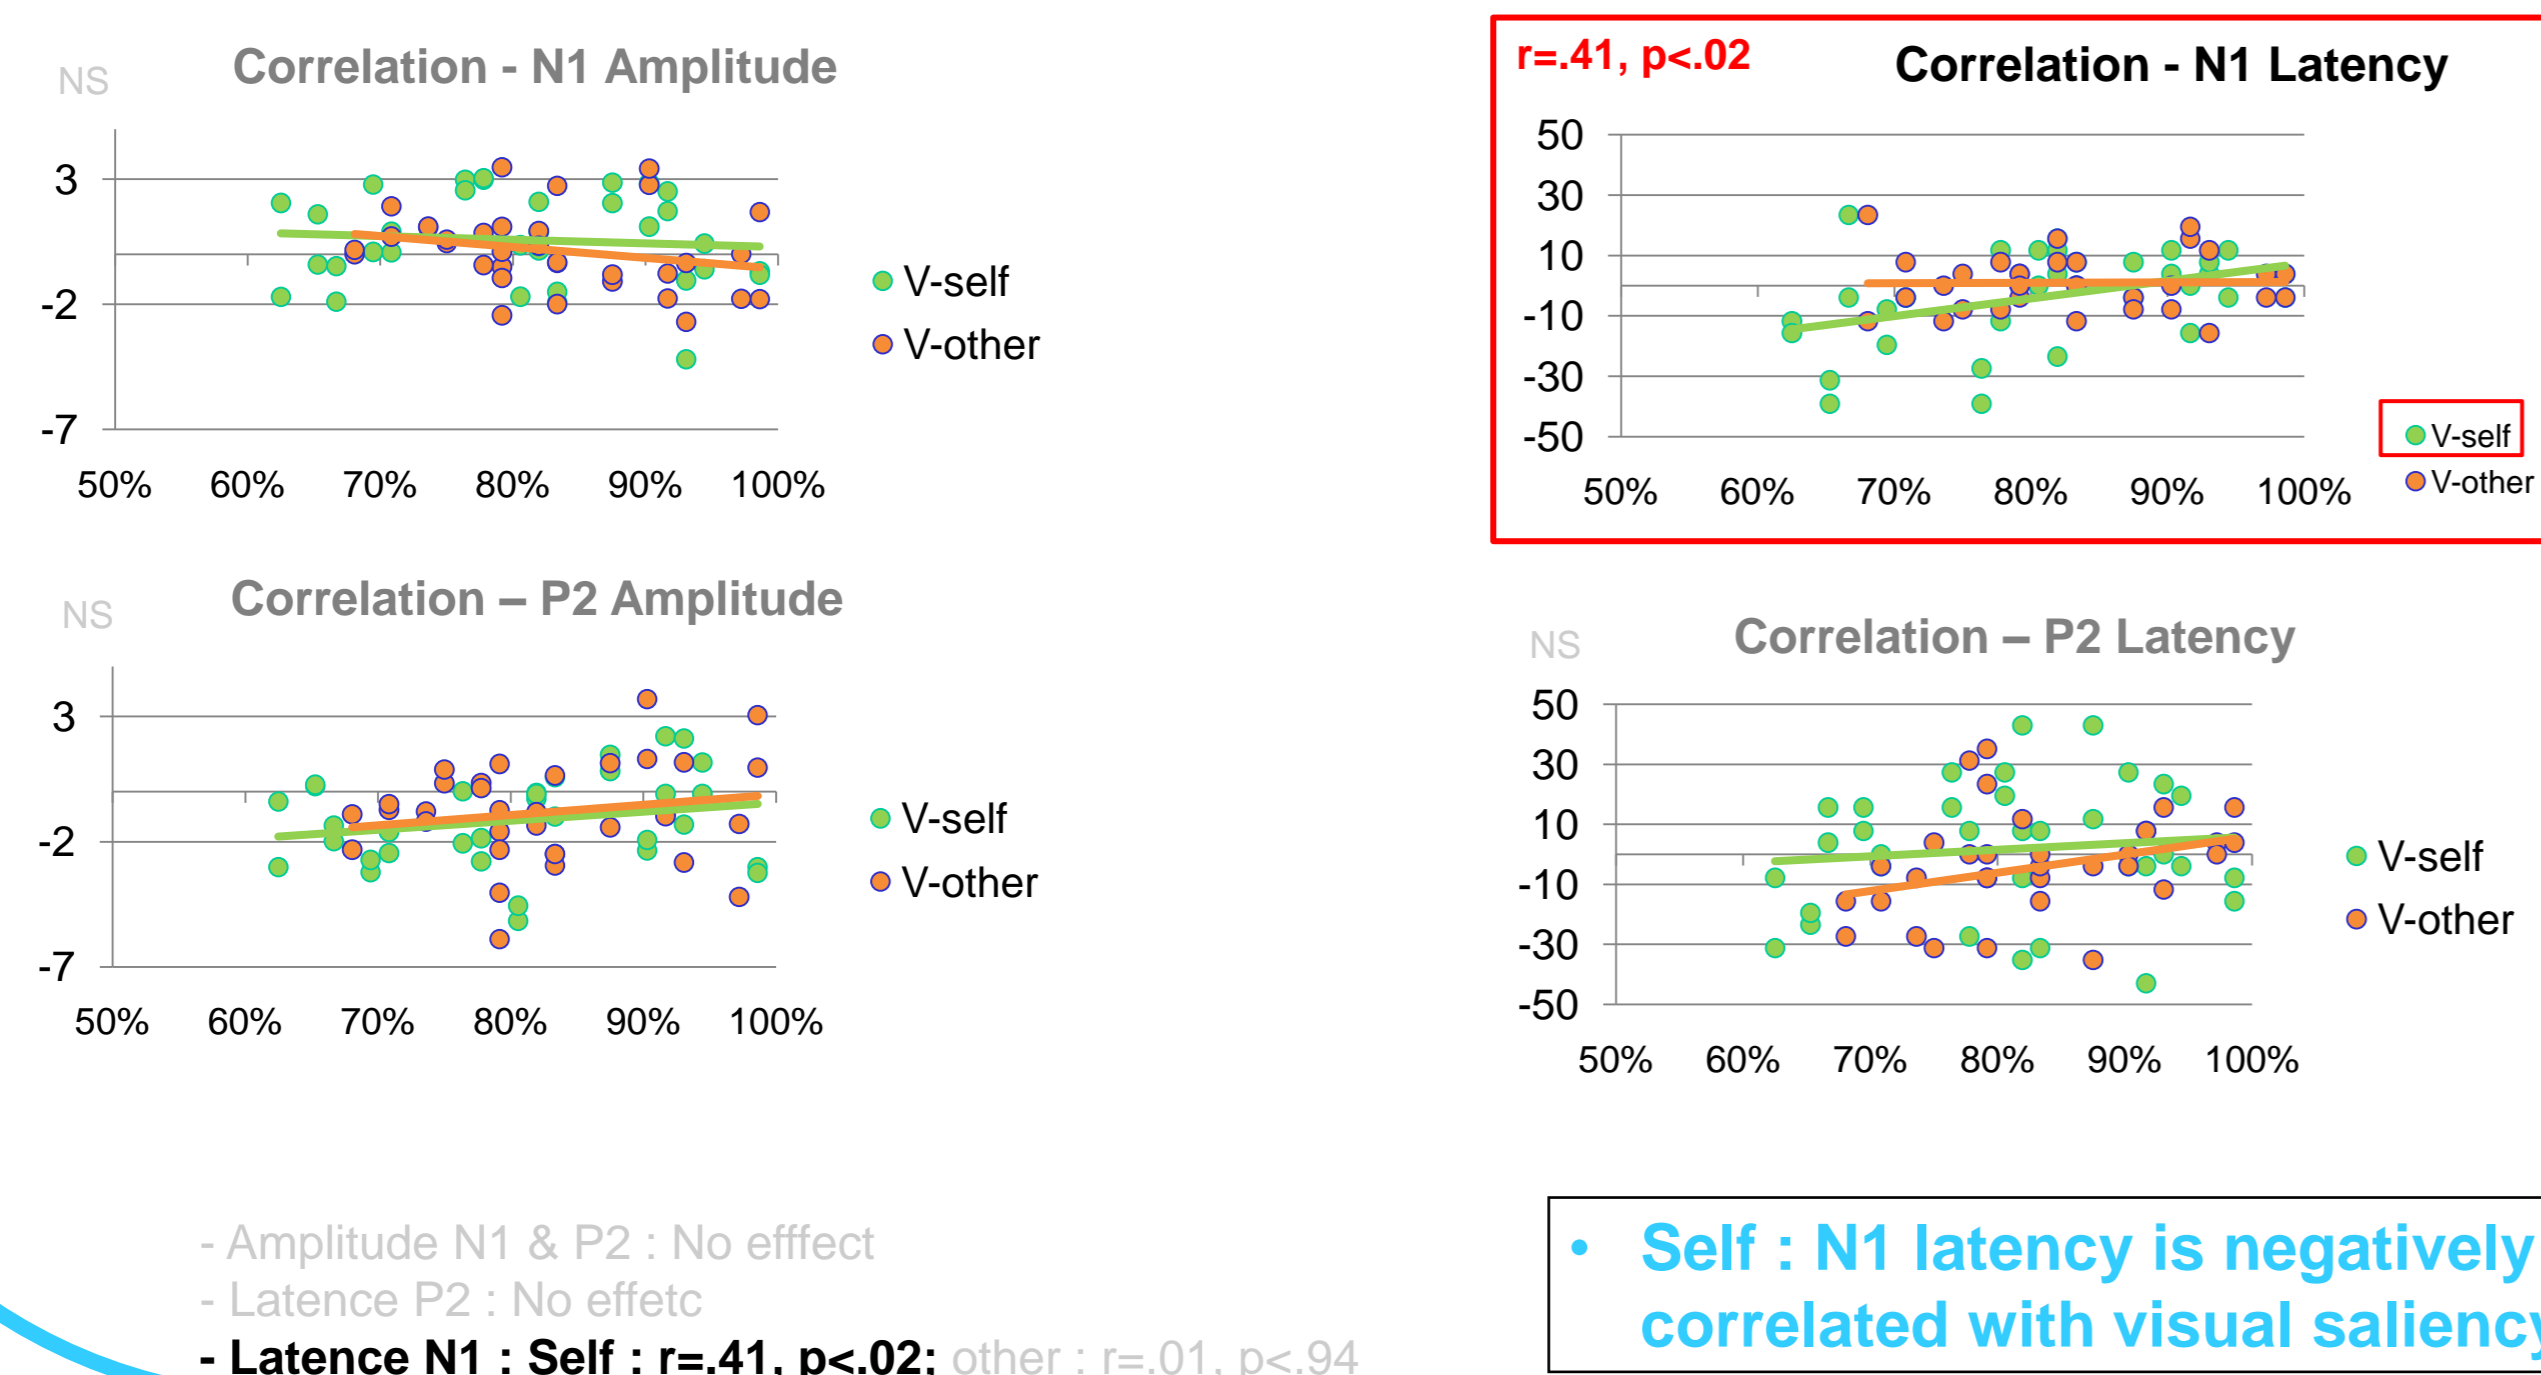 NS
Correlation - N1 Amplitude
3
-2
-7
50% 60% 70% 80% 90% 100%
V-self
V-other
r=.41, p<.02
Correlation - N1 Latency
50
30
10
-10
-30
-50
50% 60% 70% 80% 90% 100%
V-self
V-other
NS
Correlation – P2 Amplitude
3
-2
-7
50% 60% 70% 80% 90% 100%
V-self
V-other
NS
Correlation – P2 Latency
50
30
10
-10
-30
-50
50% 60% 70% 80% 90% 100%
V-self
V-other
- Amplitude N1 & P2 : No efffect
- Latence P2 : No effetc
- Latence N1 : Self : r=.41, p<.02; other : r=.01, p<.94
• Self : N1 latency is negatively
correlated with visual saliency